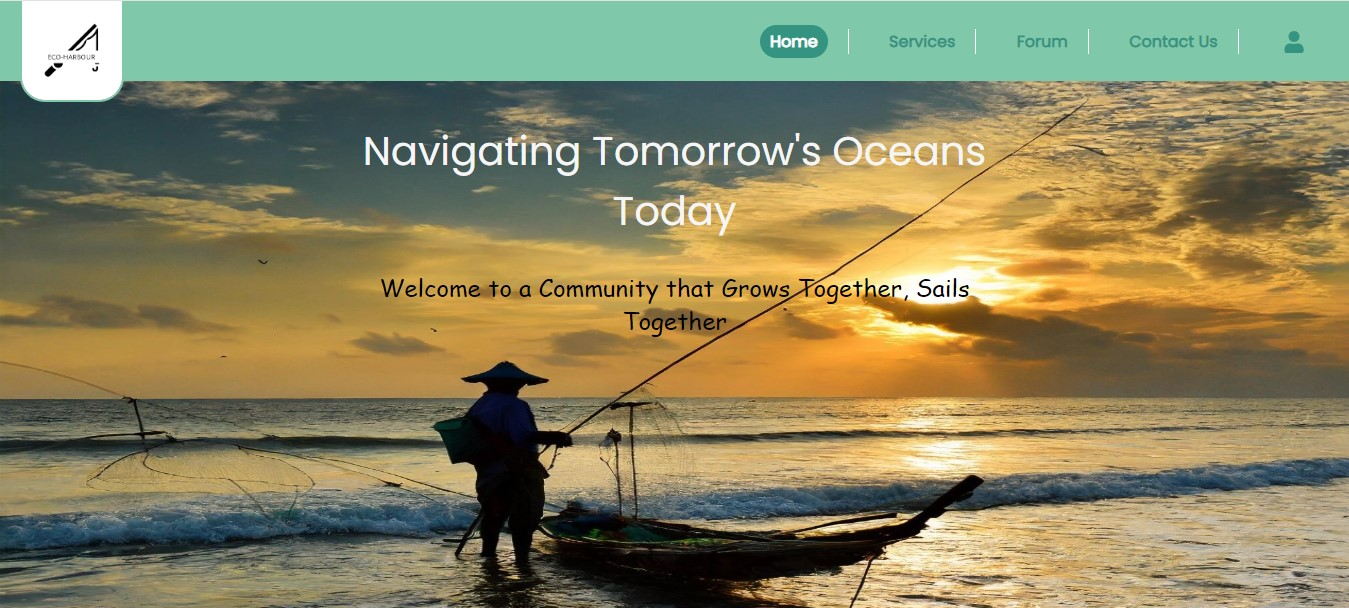 ECO-HARBOUR
Home
Services
Forum
Contact Us
Navigating Tomorrow's Oceans
Today
Welcome to a Community that Grows Together, Sails
Together